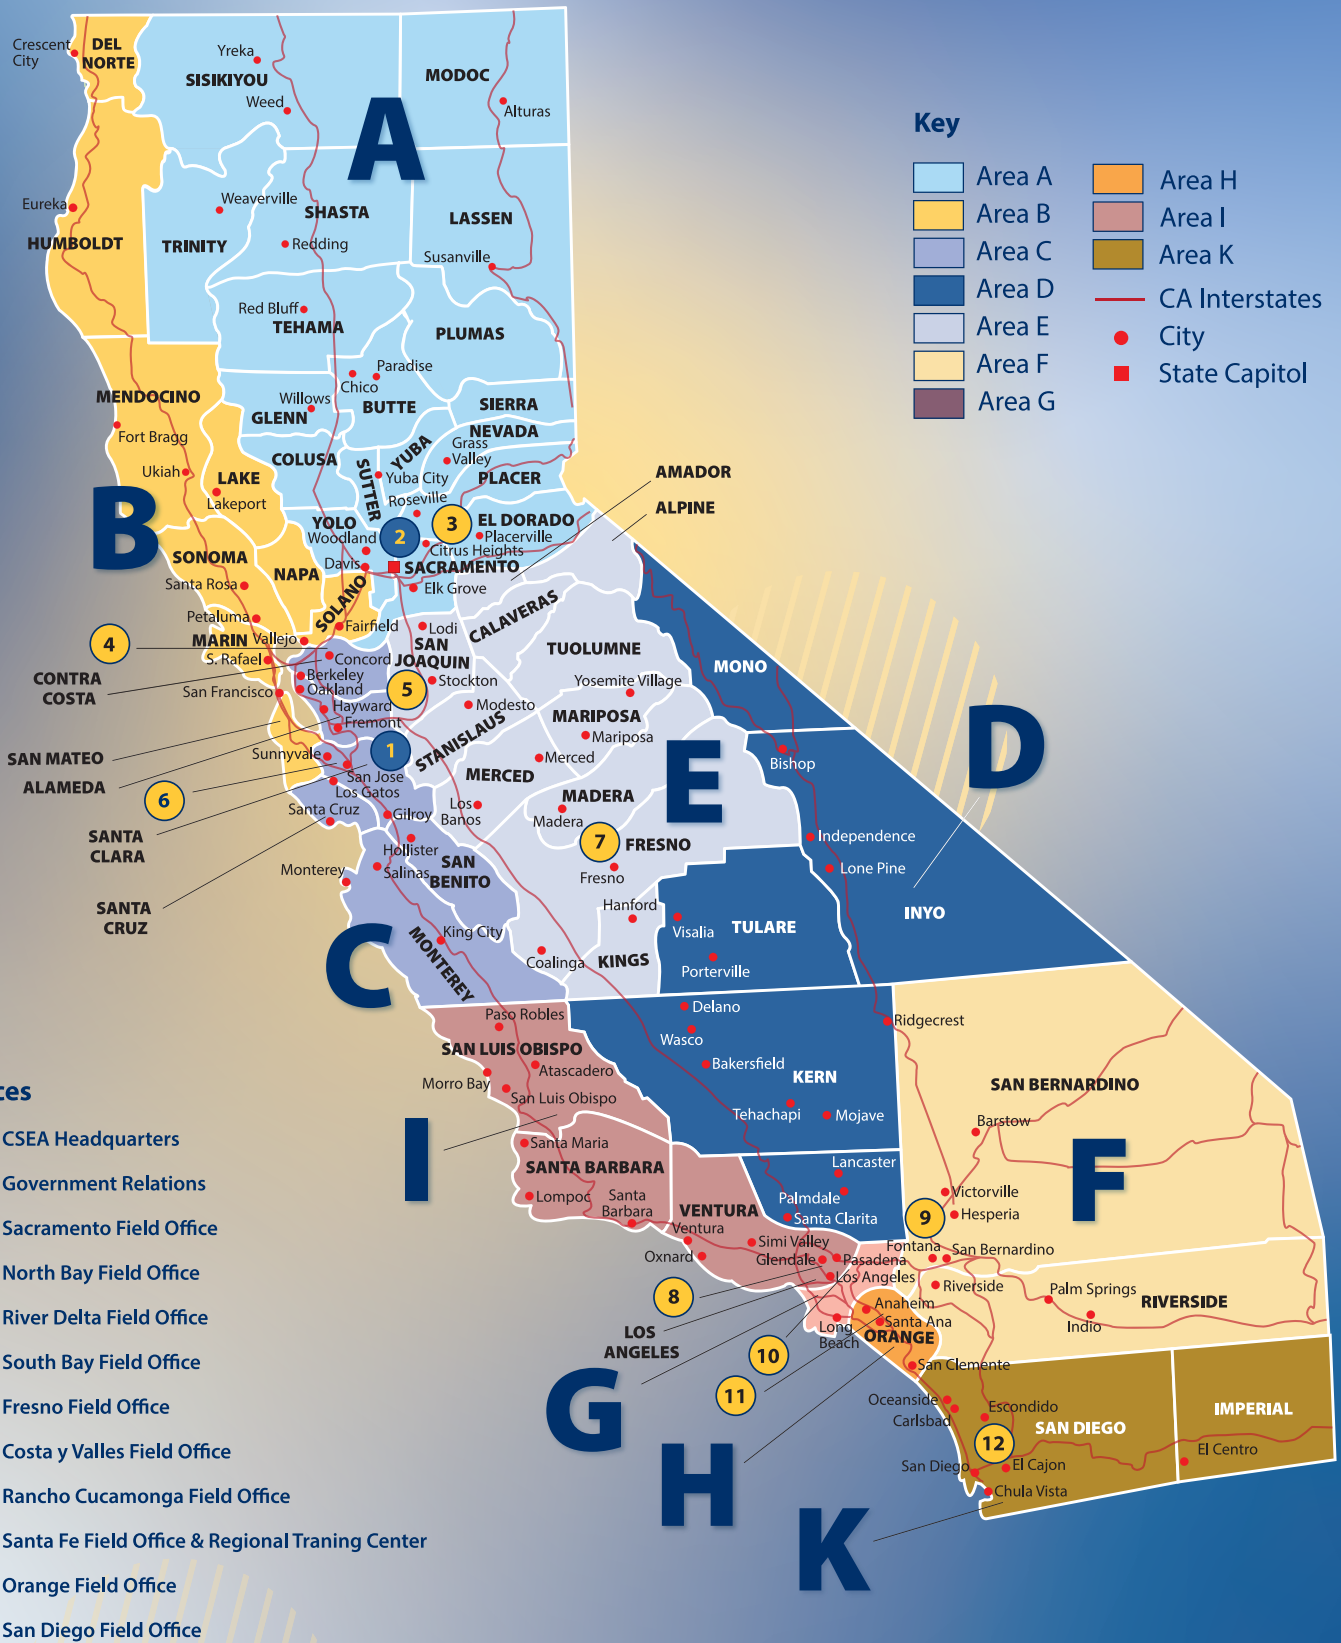 Crescent
City
DEL
NORTE
Yreka
SISIKIYOU
Weed
MODOC
Alturas
A
Eureka
HUMBOLDT
Weaverville
TRINITY
SHASTA
Redding
LASSEN
Susanville
Red Bluff
TEHAMA
PLUMAS
Paradise
Chico
BUTTE
Willows
GLENN
SIERRA
NEVADA
MENDOCINO
Fort Bragg
Ukiah
LAKE
Lakeport
COLUSA
SUTTER
YUBA
Grass
Valley
Yuba City
PLACER
Roseville
B
YOLO
Woodland
2
3
EL DORADO
Placerville
Citrus Heights
Davis
SACRAMENTO
Elk Grove
AMADOR
ALPINE
SONOMA
Santa Rosa
NAPA
SOLANO
Petaluma
MARIN
Vallejo
Fairfield
S. Rafael
4
CONTRA
COSTA
Concord
Berkeley
Oakland
San Francisco
Hayward
Fremont
Lodi
SAN
JOAQUIN
Stockton
5
CALAVERAS
TUOLUMNE
MONO
Yosemite Village
Modesto
STANISLAUS
MARIPOSA
Mariposa
SAN MATEO
ALAMEDA
6
SANTA
CLARA
SANTA
CRUZ
Sunnyvale
1
San Jose
Los Gatos
Santa Cruz
Gilroy
Hollister
SAN
BENITO
Monterey
Salinas
King City
MONTEREY
C
MERCED
Merced
Los
Banos
MADERA
Madera
E
7
FRESNO
Fresno
Hanford
KINGS
Coalinga
D
Bishop
Independence
Lone Pine
INYO
Visalia
TULARE
Porterville
Delano
Wasco
Bakersfield
KERN
Tehachapi
Mojave
Ridgecrest
Paso Robles
SAN LUIS OBISPO
Atascadero
Morro Bay
San Luis Obispo
I
Santa Maria
SANTA BARBARA
Lompoc
Santa
Barbara
VENTURA
Ventura
Oxnard
Simi Valley
Glendale
Lancaster
Palmdale
Santa Clarita
Pasadena
Los Angeles
Long
Beach
8
LOS
ANGELES
G
10
11
H
K
SAN BERNARDINO
Barstow
F
Victorville
Hesperia
9
Fontana
San Bernardino
Riverside
Palm Springs
RIVERSIDE
Indio
Anaheim
Santa Ana
ORANGE
San Clemente
Oceanside
Carlsbad
Escondido
SAN DIEGO
12
San Diego
El Cajon
Chula Vista
IMPERIAL
El Centro
Key
Area A
Area B
Area C
Area D
Area E
Area F
Area G
Area H
Area I
Area K
CA Interstates
City
State Capitol
ces
CSEA Headquarters
Government Relations
Sacramento Field Office
North Bay Field Office
River Delta Field Office
South Bay Field Office
Fresno Field Office
Costa y Valles Field Office
Rancho Cucamonga Field Office
Santa Fe Field Office & Regional Traning Center
Orange Field Office
San Diego Field Office